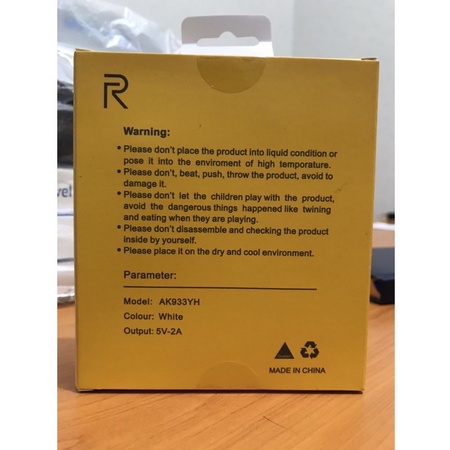 R
Warning:
• Please don't place the product into liquid condition or
pose it into the enviroment of high temporature.
• Please don't, beat, push, throw the product, avoid to
damage it.
• Please don't let the children play with the product,
avoid the dangerous things happened like twining
and eating when they are playing.
• Please don't disassemble and checking the product
inside by yourself.
• Please place it on the dry and cool environment.
Parameter:
Model: AK933YH
Colour: White
Output: 5V-2A
MADE IN CHINA